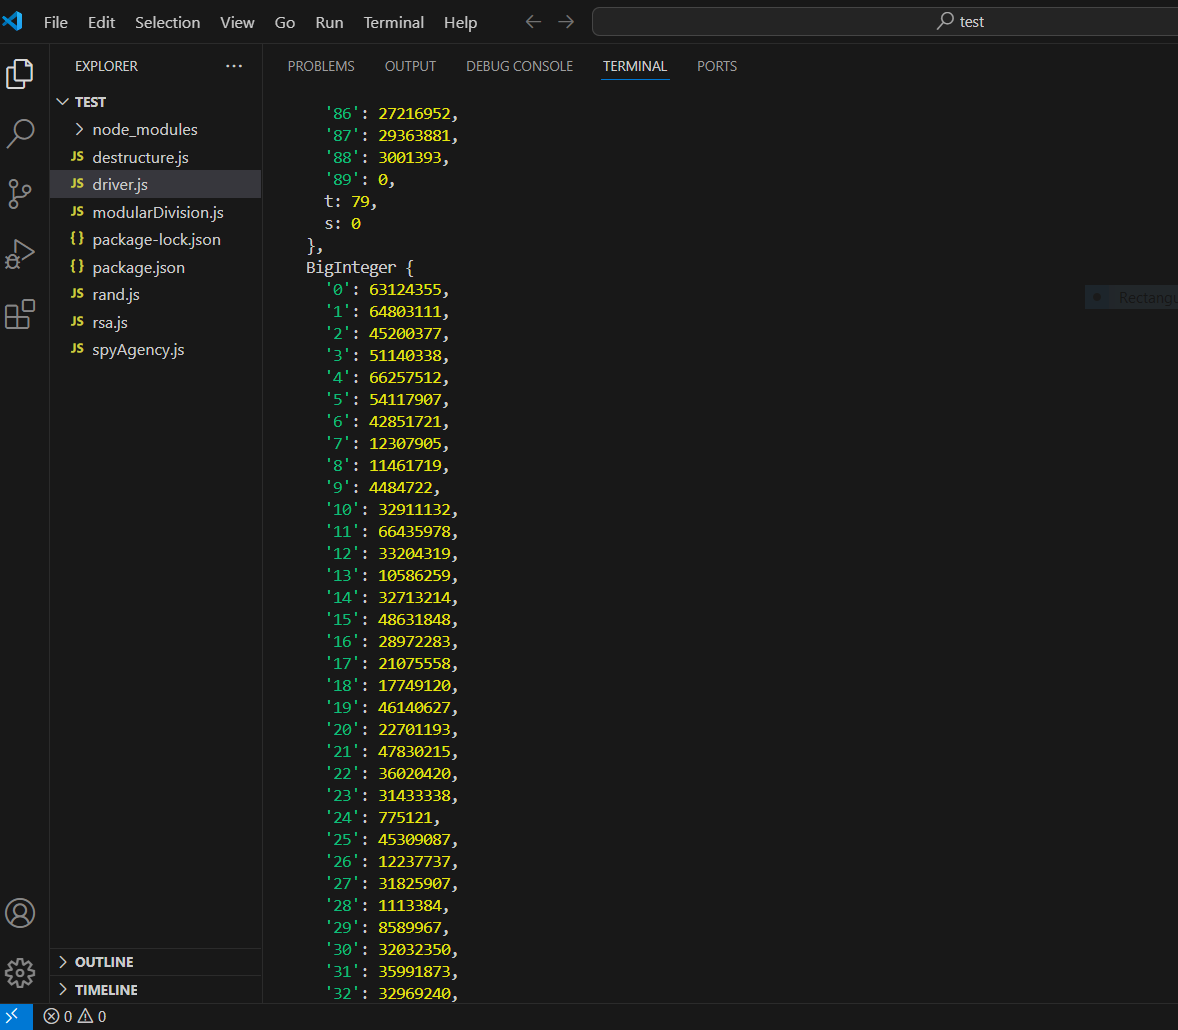 File Edit Selection View Go Run Terminal Help
test
EXPLORER
TEST
node_modules
JS destructure.js
JS driver.js
JS modularDivision.js
{} package-lock.json
{} package.json
JS rand.js
JS rsa.js
JS spyAgency.js
OUTLINE
TIMELINE
PROBLEMS OUTPUT DEBUG CONSOLE TERMINAL PORTS
'86': 27216952,
'87': 29363881,
'88': 3001393,
'89': 0,
t: 79,
s: 0
},
BigInteger {
'0': 63124355,
'1': 64803111,
'2': 45200377,
'3': 51140338,
'4': 66257512,
'5': 54117907,
'6': 42851721,
'7': 12307905,
'8': 11461719,
'9': 4484722,
'10': 32911132,
'11': 66435978,
'12': 33204319,
'13': 10586259,
'14': 32713214,
'15': 48631848,
'16': 28972283,
'17': 21075558,
'18': 17749120,
'19': 46140627,
'20': 22701193,
'21': 47830215,
'22': 36020420,
'23': 31433338,
'24': 775121,
'25': 45309087,
'26': 12237737,
'27': 31825907,
'28': 1113384,
'29': 8589967,
'30': 32032350,
'31': 35991873,
'32': 32969240,
0 0